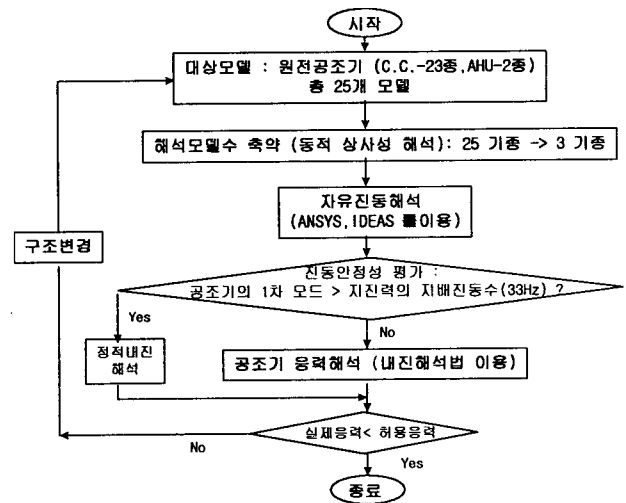 시작
대상모델 : 원전공조기 (C.C.-23종,AHU-2종)
총 25개 모델
해석모델수 축약 (동적 상사성 해석): 25 기종 -> 3 기종
자유진동해석
(ANSYS,IDEAS 를이용)
구조변경
진동안정성 평가 :
공조기의 1차 모드 > 지진력의 지배진동수(33Hz) ?
Yes
No
정적내진
해석
공조기 응력해석 (내진해석법 이용)
실제응력< 허용응력
No
Yes
종료